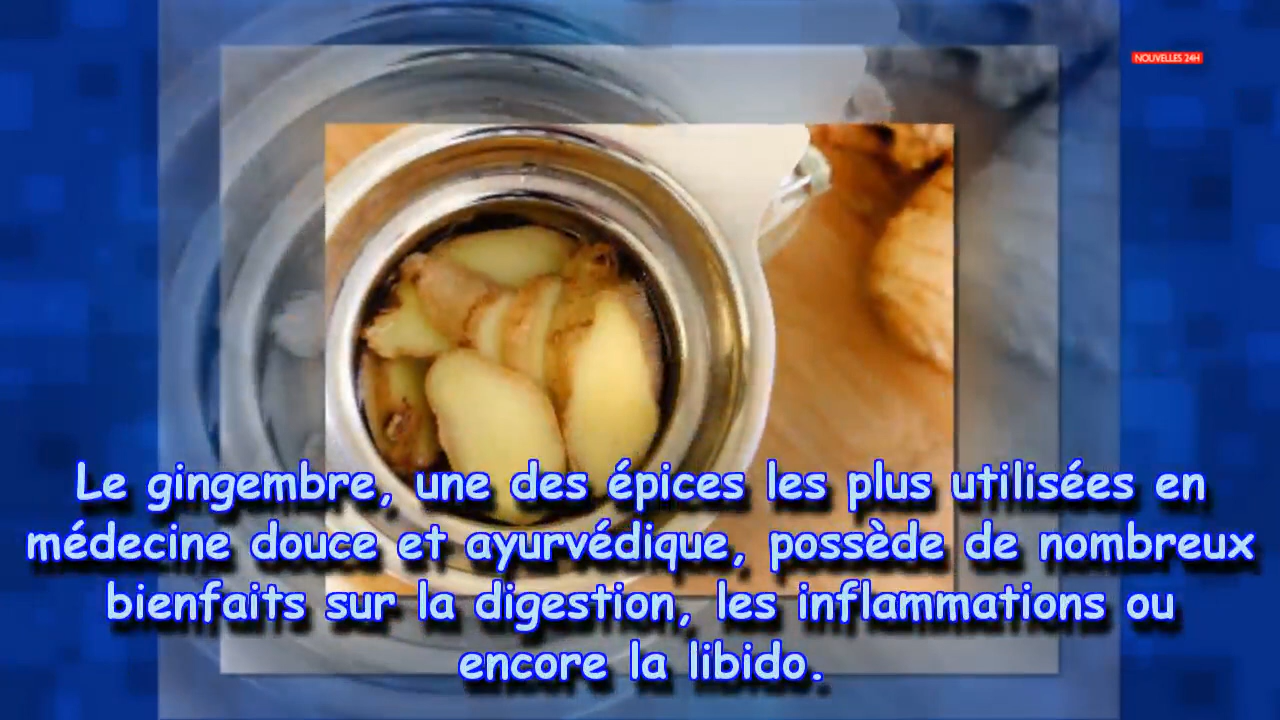 NOUVELLES 24H
Le gingembre, une des épices les plus utilisées en
médecine douce et ayurvédique, possède de nombreux
bienfaits sur la digestion, les inflammations ou
encore la libido.